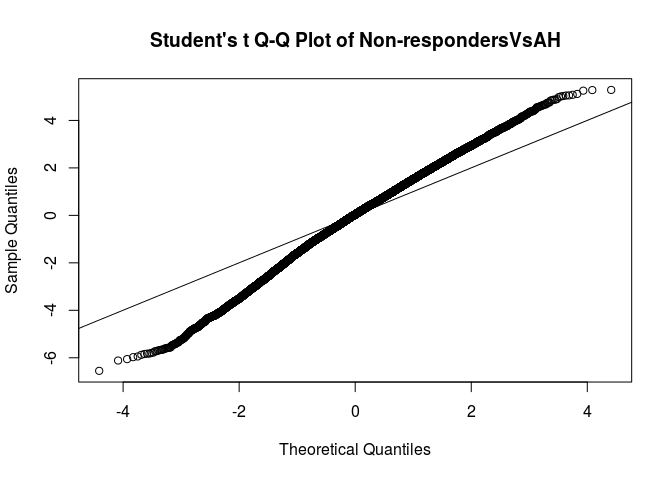 Student's t Q-Q Plot of Non-respondersVsAH
Sample Quantiles
4
2
0
-2
-4
-6
-4 -2 0 2 4
Theoretical Quantiles